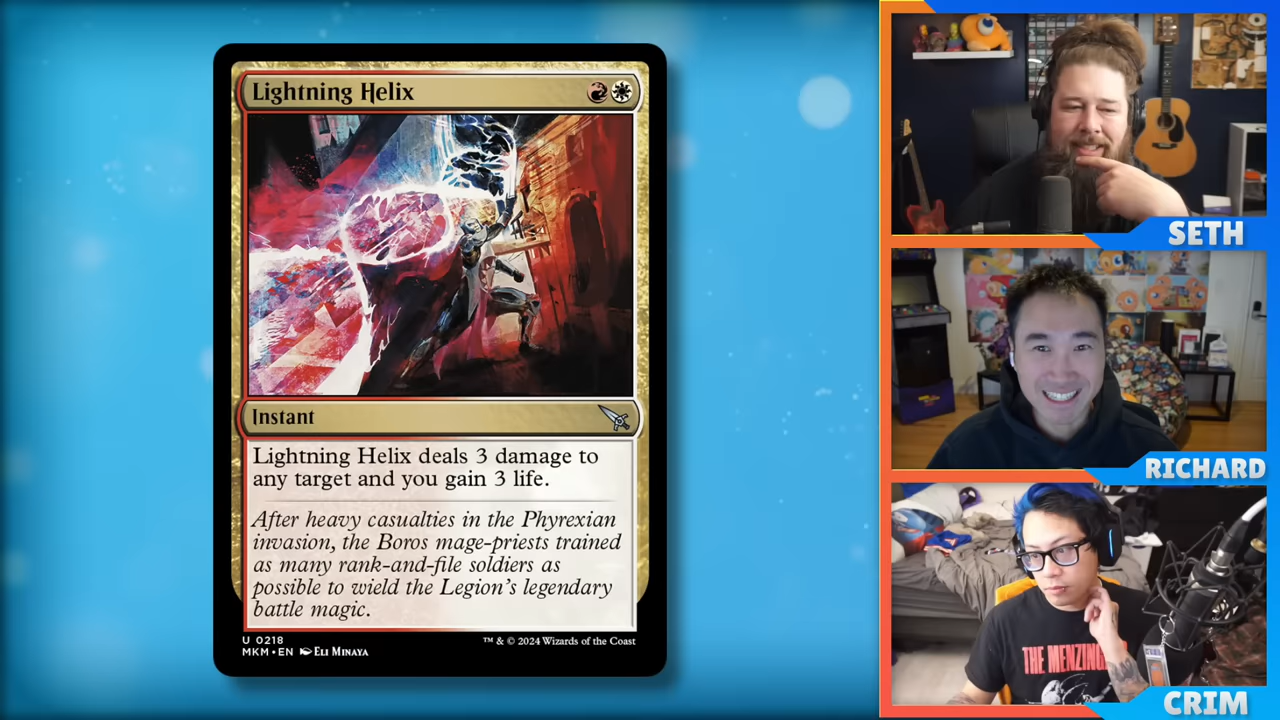 Lightning Helix
Instant
Lightning Helix deals 3 damage to
any target and you gain 3 life.
After heavy casualties in the Phyrexian
invasion, the Boros mage-priests trained
as many rank-and-file soldiers as
possible to wield the Legion's legendary
battle magic.
U 0218
MKM • EN ELI MINAYA
™ & © 2024 Wizards of the Coast
SETH
RICHARD
THE MENZING
CRIM